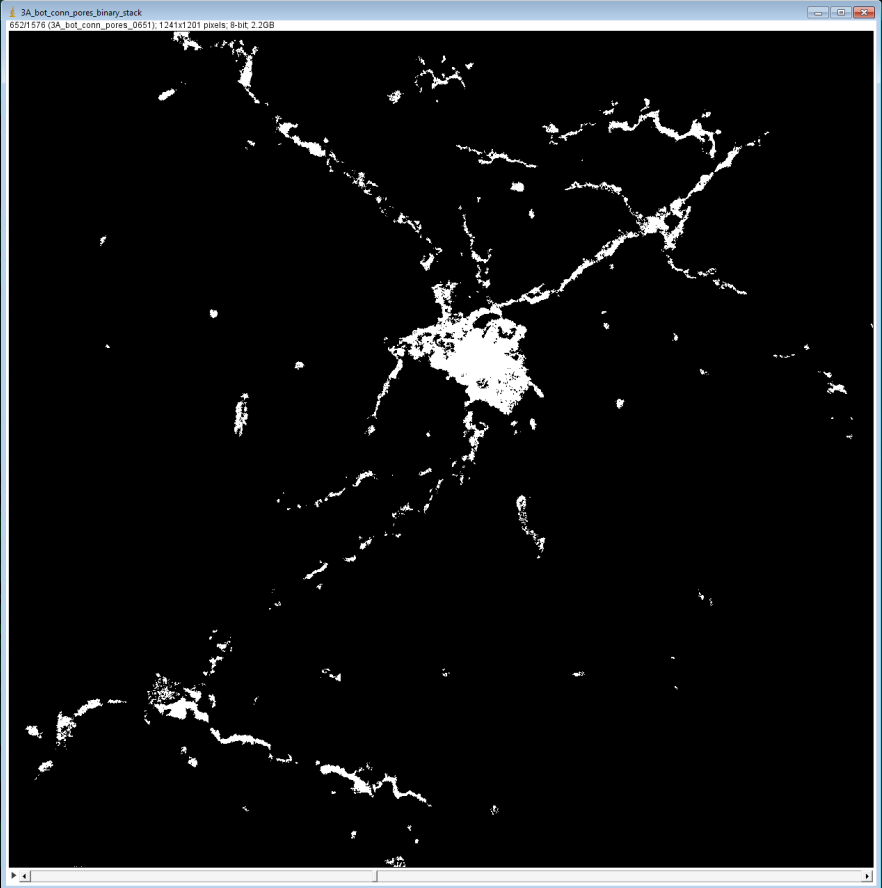 3A_bot_conn_pores_binary_stack
652/1576 (3A_bot_conn_pores_0651); 1241x1201 pixels; 8-bit; 2.2GB